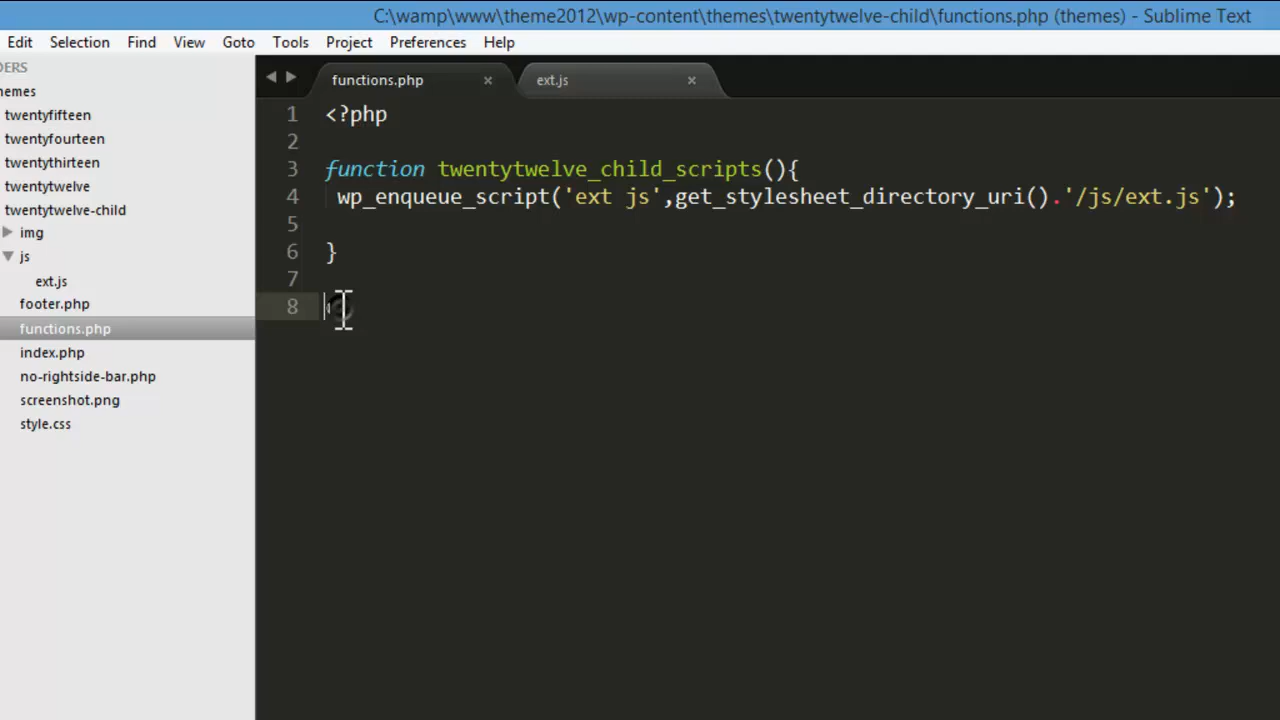 C:\wamp\www\theme2012\wp-content\themes\twentytwelve-child\functions.php (themes) - Sublime Text
Edit Selection Find View Goto Tools Project Preferences Help
DERS
hemes
twentyfifteen
twentyfourteen
twentythirteen
twentytwelve
twentytwelve-child
img
js
ext.js
footer.php
functions.php
index.php
no-rightside-bar.php
screenshot.png
style.css
functions.php × ext.js ×
1 <?php
2
3 function twentytwelve_child_scripts(){
4 wp_enqueue_script('ext js',get_stylesheet_directory_uri().'/js/ext.js');
5
6 }
7
8